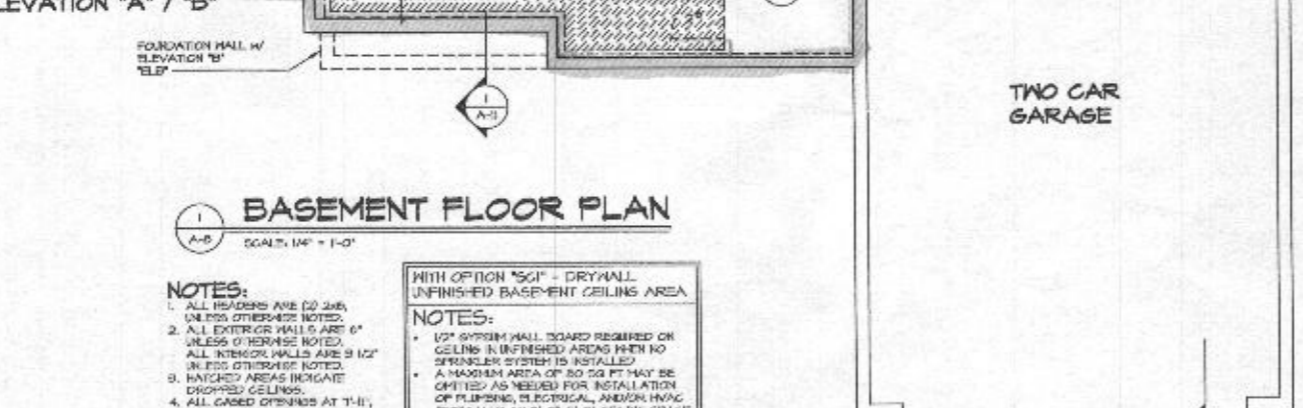 ELEVATION "A" / "B"
FOUNDATION WALL W/
ELEVATION "B"
"ELB"
1
A-11
TWO CAR
GARAGE
BASEMENT FLOOR PLAN
1
SCALE: 1/4" = 1'-0"
NOTES:
1. ALL HEADERS ARE (2) 2x8,
UNLESS OTHERWISE NOTED.
2. ALL EXTERIOR WALLS ARE 6"
UNLESS OTHERWISE NOTED.
ALL INTERIOR WALLS ARE 3 1/2"
UNLESS OTHERWISE NOTED.
3. HATCHED AREAS INDICATE
DROPPED CEILINGS.
4. ALL CASED OPENINGS AT 7'-11",
WITH OPTION "SCI" - DRYWALL
UNFINISHED BASEMENT CEILING AREA
NOTES:
• 1/2" GYPSUM WALL BOARD REQUIRED ON
CEILING IN UNFINISHED AREAS WHEN NO
SPRINKLER SYSTEM IS INSTALLED
• A MAXIMUM AREA OF 80 SQ FT MAY BE
OMITTED AS NEEDED FOR INSTALLATION
OF PLUMBING, ELECTRICAL, AND/OR HVAC